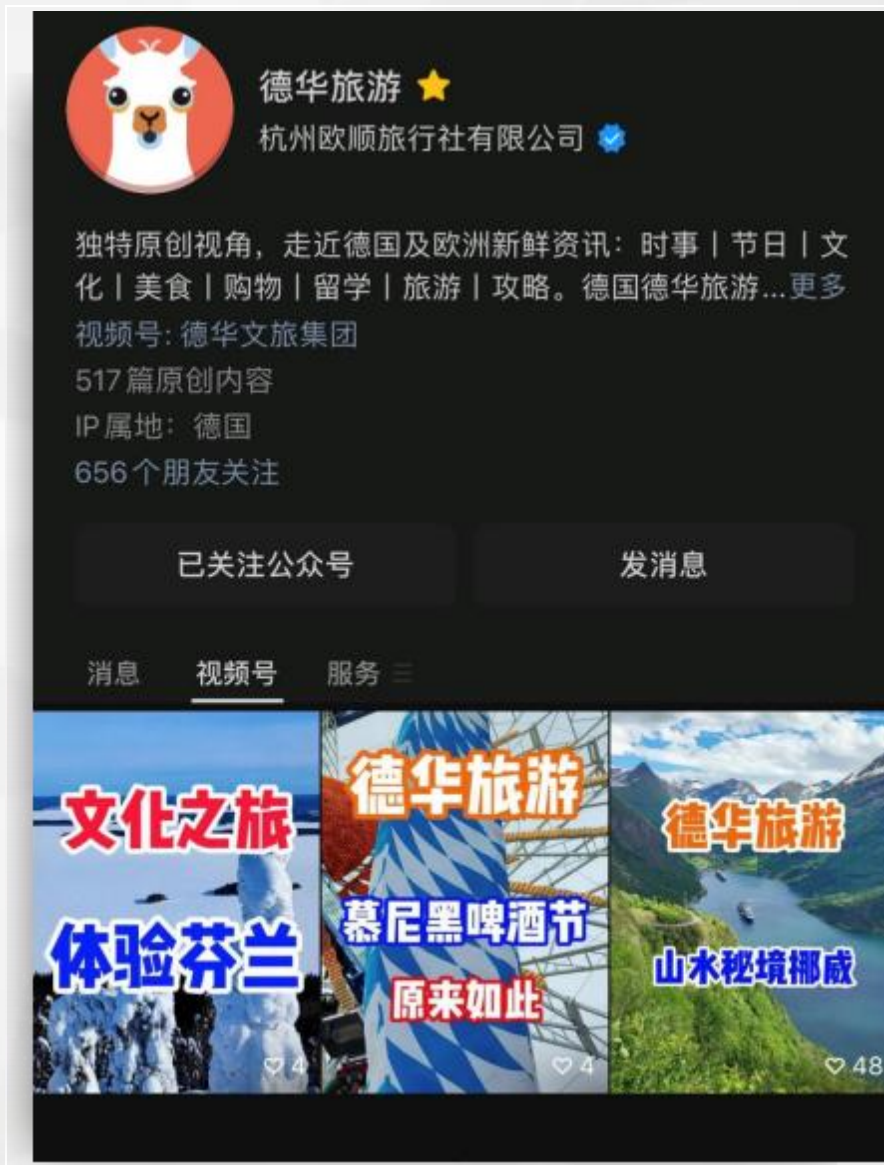 德华旅游
杭州欧顺旅行社有限公司
独特原创视角，走近德国及欧洲新鲜资讯：时事丨节日丨文
化丨美食丨购物丨留学丨旅游丨攻略。德国德华旅游...更多
视频号: 德华文旅集团
517篇原创内容
IP属地：德国
656个朋友关注
已关注公众号
发消息
消息
视频号
服务
文化之旅
体验芬兰
4
德华旅游
慕尼黑啤酒节
原来如此
4
德华旅游
山水秘境挪威
48